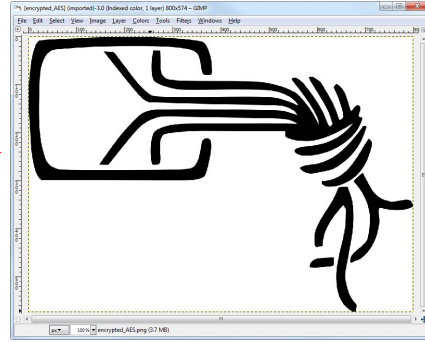 [encrypted_AES] (imported)-3.0 (Indexed color, 1 layer) 800x574 – GIMP
File Edit Select View Image Layer Colors Tools Filters Windows Help
px 100% encrypted_AES.png (3.7 MB)